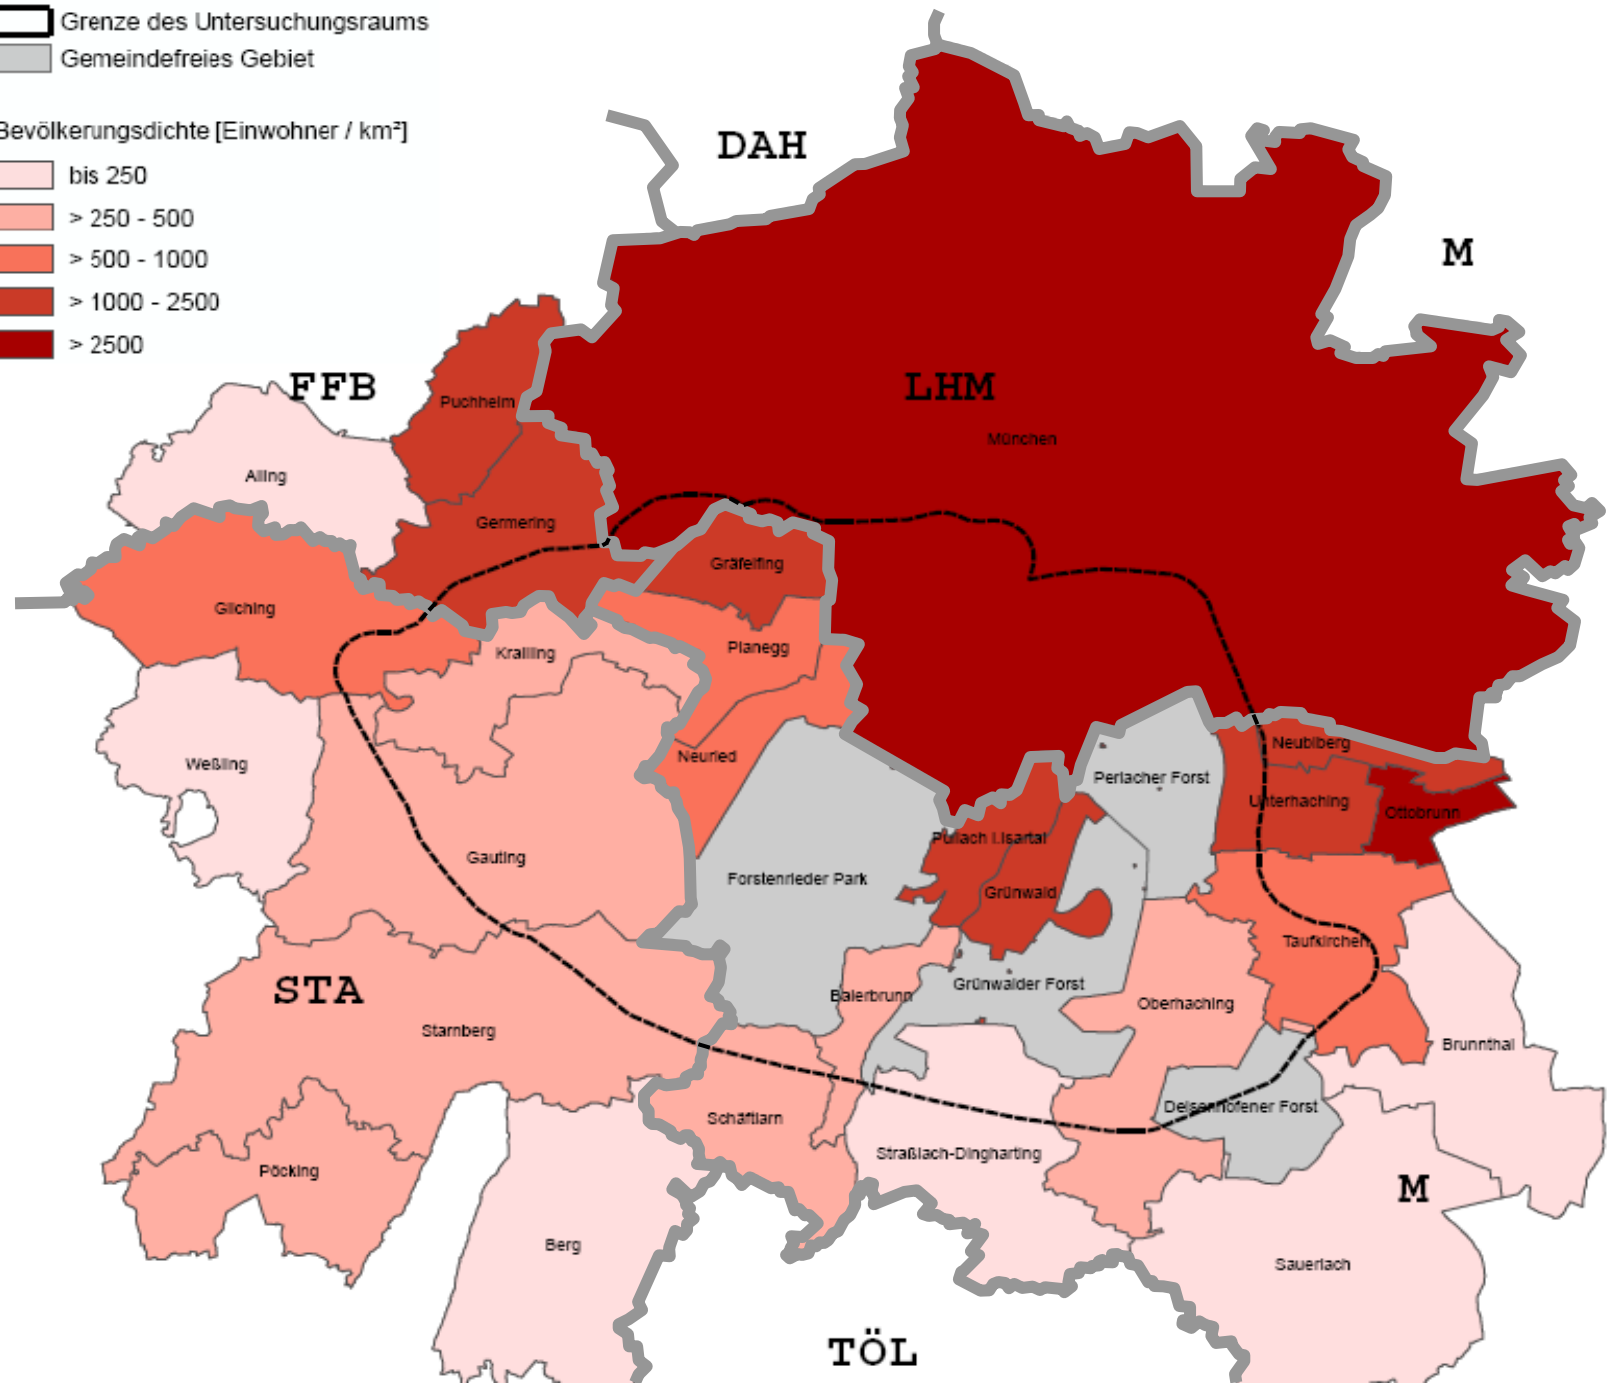 Grenze des Untersuchungsraums
Gemeindefreies Gebiet
Bevölkerungsdichte [Einwohner / km²]
bis 250
> 250 - 500
> 500 - 1000
> 1000 - 2500
> 2500
DAH
M
FFB
LHM
Puchheim
München
Alling
Germering
Gräfelfing
Gilching
Krailling
Planegg
Weßling
Neuried
Neubiberg
Perlacher Forst
Unterhaching
Ottobrunn
Pullach i.Isartal
Gauting
Forstenrieder Park
Grünwald
Taufkirchen
STA
Grünwalder Forst
Baierbrunn
Oberhaching
Starnberg
Brunnthal
Schäftlarn
Deisenhofener Forst
Straßlach-Dingharting
Pöcking
M
Berg
Sauerlach
TÖL